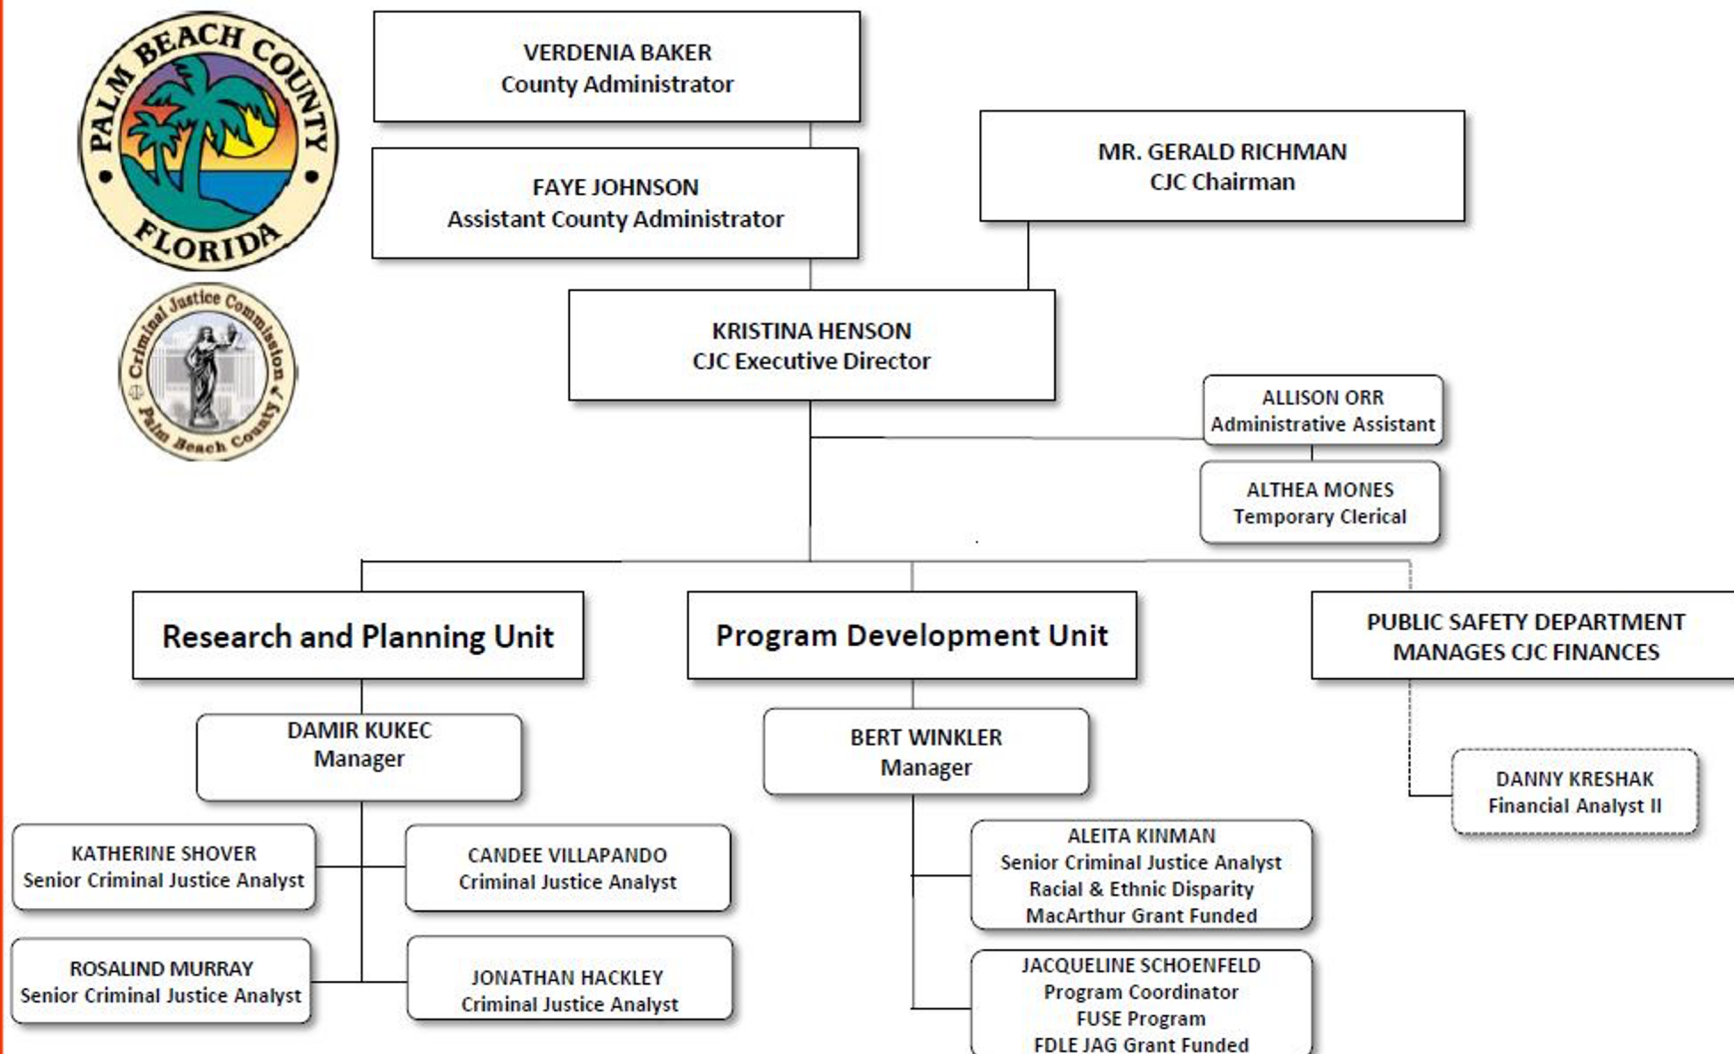 PALM BEACH COUNTY
FLORIDA
Criminal Justice Commission
Palm Beach County
VERDENIA BAKER
County Administrator
FAYE JOHNSON
Assistant County Administrator
MR. GERALD RICHMAN
CJC Chairman
KRISTINA HENSON
CJC Executive Director
ALLISON ORR
Administrative Assistant
ALTHEA MONES
Temporary Clerical
Research and Planning Unit
Program Development Unit
PUBLIC SAFETY DEPARTMENT
MANAGES CJC FINANCES
DAMIR KUKEC
Manager
BERT WINKLER
Manager
DANNY KRESHAK
Financial Analyst II
KATHERINE SHOVER
Senior Criminal Justice Analyst
CANDEE VILLAPANDO
Criminal Justice Analyst
ROSALIND MURRAY
Senior Criminal Justice Analyst
JONATHAN HACKLEY
Criminal Justice Analyst
ALEITA KINMAN
Senior Criminal Justice Analyst
Racial & Ethnic Disparity
MacArthur Grant Funded
JACQUELINE SCHOENFELD
Program Coordinator
FUSE Program
FDLE JAG Grant Funded